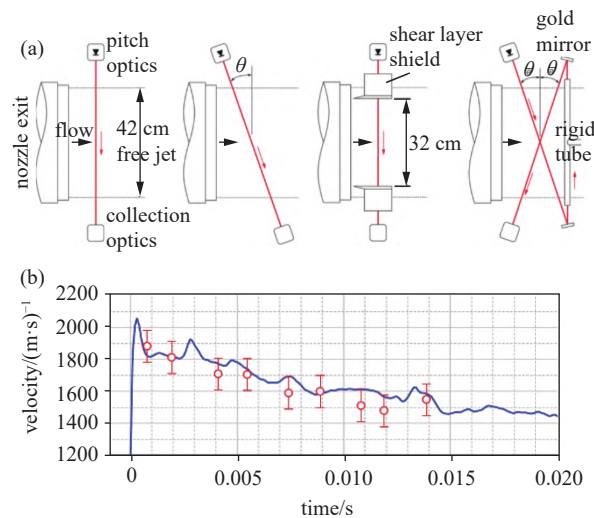 (a)
pitch
optics
θ
shear layer
shield
gold
mirror
θ θ
nozzle exit
flow
42 cm
free jet
32 cm
rigid
tube
collection
optics
(b)
velocity/(m·s)⁻¹
2200
2000
1800
1600
1400
1200
0
0.005
0.010
0.015
0.020
time/s